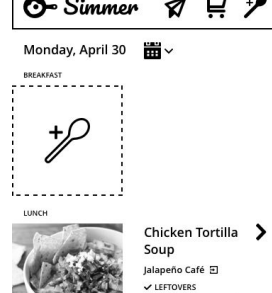 Simmer
Monday, April 30
BREAKFAST
LUNCH
Chicken Tortilla
Soup
Jalapeño Café
✓ LEFTOVERS